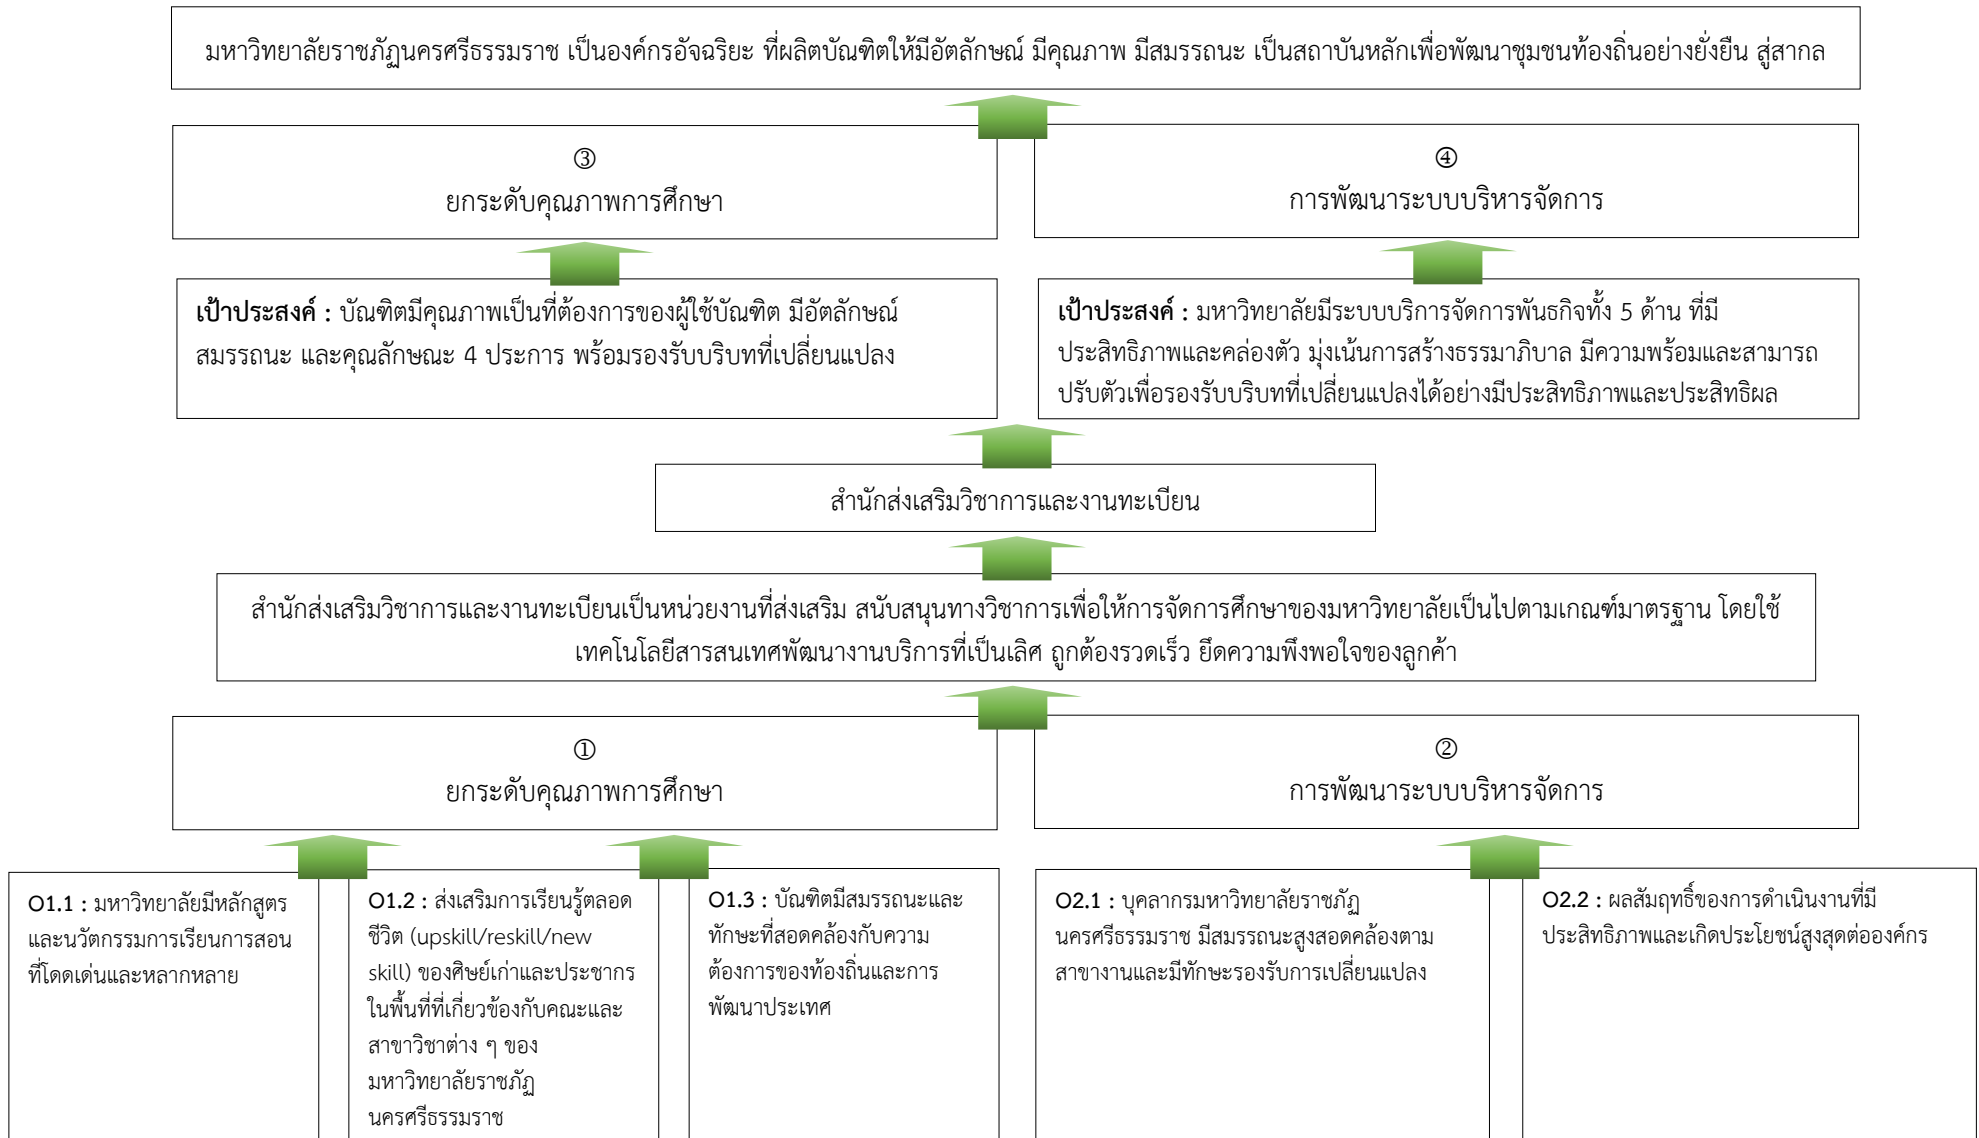 มหาวิทยาลัยราชภัฏนครศรีธรรมราช เป็นองค์กรอัจฉริยะ ที่ผลิตบัณฑิตให้มีอัตลักษณ์ มีคุณภาพ มีสมรรถนะ เป็นสถาบันหลักเพื่อพัฒนาชุมชนท้องถิ่นอย่างยั่งยืน สู่สากล
③
ยกระดับคุณภาพการศึกษา
④
การพัฒนาระบบบริหารจัดการ
เป้าประสงค์ : บัณฑิตมีคุณภาพเป็นที่ต้องการของผู้ใช้บัณฑิต มีอัตลักษณ์
สมรรถนะ และคุณลักษณะ 4 ประการ พร้อมรองรับบริบทที่เปลี่ยนแปลง
เป้าประสงค์ : มหาวิทยาลัยมีระบบบริการจัดการพันธกิจทั้ง 5 ด้าน ที่มี
ประสิทธิภาพและคล่องตัว มุ่งเน้นการสร้างธรรมาภิบาล มีความพร้อมและสามารถ
ปรับตัวเพื่อรองรับบริบทที่เปลี่ยนแปลงได้อย่างมีประสิทธิภาพและประสิทธิผล
สำนักส่งเสริมวิชาการและงานทะเบียน
สำนักส่งเสริมวิชาการและงานทะเบียนเป็นหน่วยงานที่ส่งเสริม สนับสนุนทางวิชาการเพื่อให้การจัดการศึกษาของมหาวิทยาลัยเป็นไปตามเกณฑ์มาตรฐาน โดยใช้
เทคโนโลยีสารสนเทศพัฒนางานบริการที่เป็นเลิศ ถูกต้องรวดเร็ว ยึดความพึงพอใจของลูกค้า
①
ยกระดับคุณภาพการศึกษา
②
การพัฒนาระบบบริหารจัดการ
O1.1 : มหาวิทยาลัยมีหลักสูตร
และนวัตกรรมการเรียนการสอน
ที่โดดเด่นและหลากหลาย
O1.2 : ส่งเสริมการเรียนรู้ตลอด
ชีวิต (upskill/reskill/new
skill) ของศิษย์เก่าและประชากร
ในพื้นที่ที่เกี่ยวข้องกับคณะและ
สาขาวิชาต่าง ๆ ของ
มหาวิทยาลัยราชภัฏ
นครศรีธรรมราช
O1.3 : บัณฑิตมีสมรรถนะและ
ทักษะที่สอดคล้องกับความ
ต้องการของท้องถิ่นและการ
พัฒนาประเทศ
O2.1 : บุคลากรมหาวิทยาลัยราชภัฏ
นครศรีธรรมราช มีสมรรถนะสูงสอดคล้องตาม
สาขางานและมีทักษะรองรับการเปลี่ยนแปลง
O2.2 : ผลสัมฤทธิ์ของการดำเนินงานที่มี
ประสิทธิภาพและเกิดประโยชน์สูงสุดต่อองค์กร